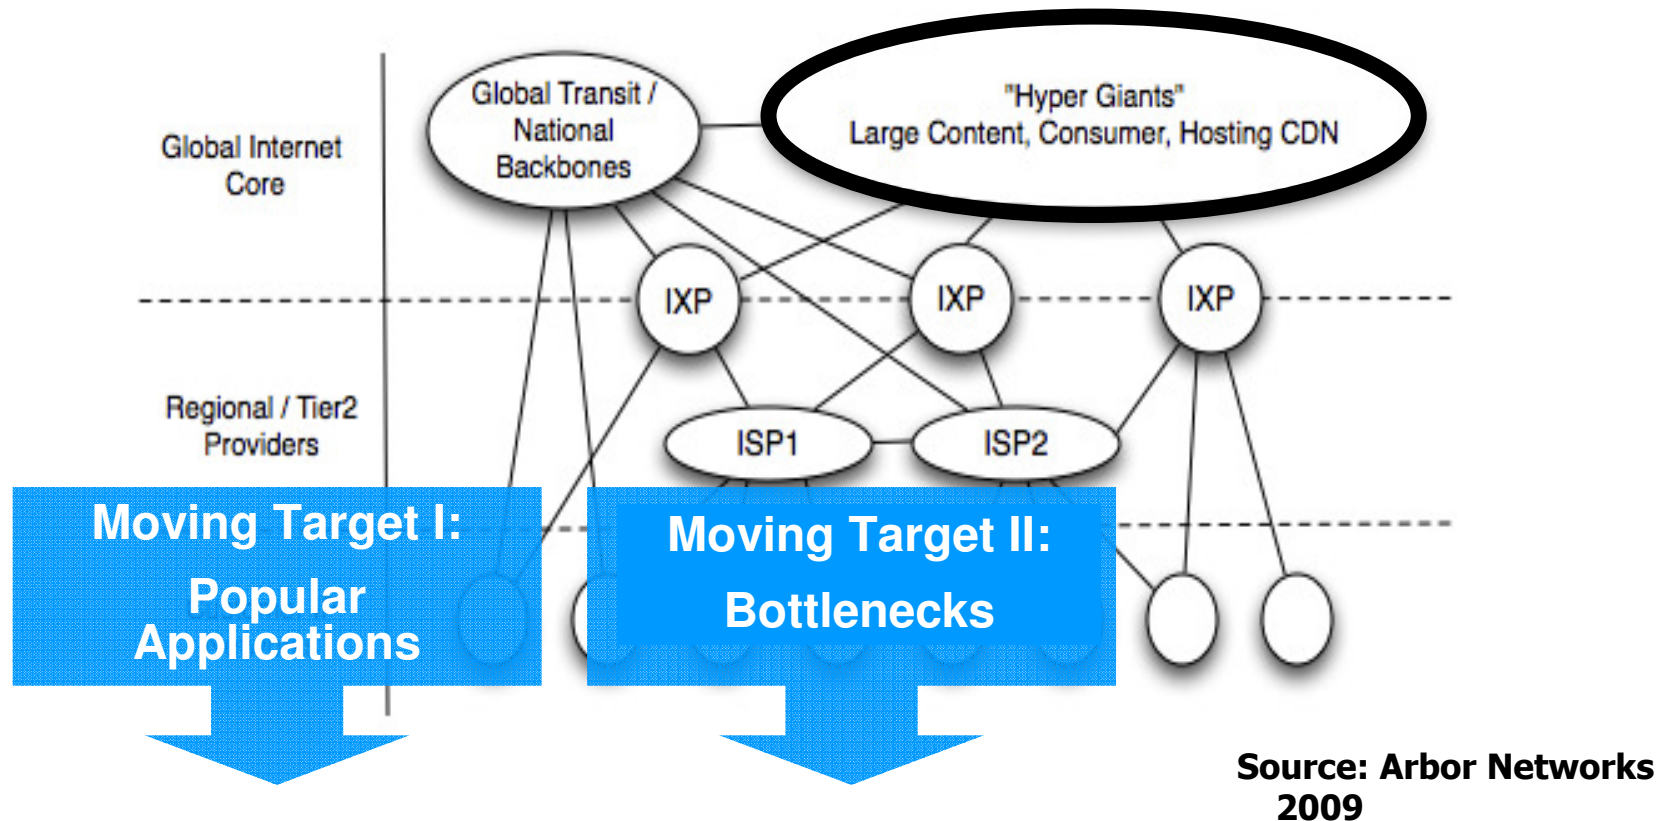 Global Transit /
National
Backbones
"Hyper Giants"
Large Content, Consumer, Hosting CDN
Global Internet
Core
IXP
IXP
IXP
Regional / Tier2
Providers
ISP1
ISP2
Moving Target I:
Popular
Applications
Moving Target II:
Bottlenecks
Source: Arbor Networks
2009